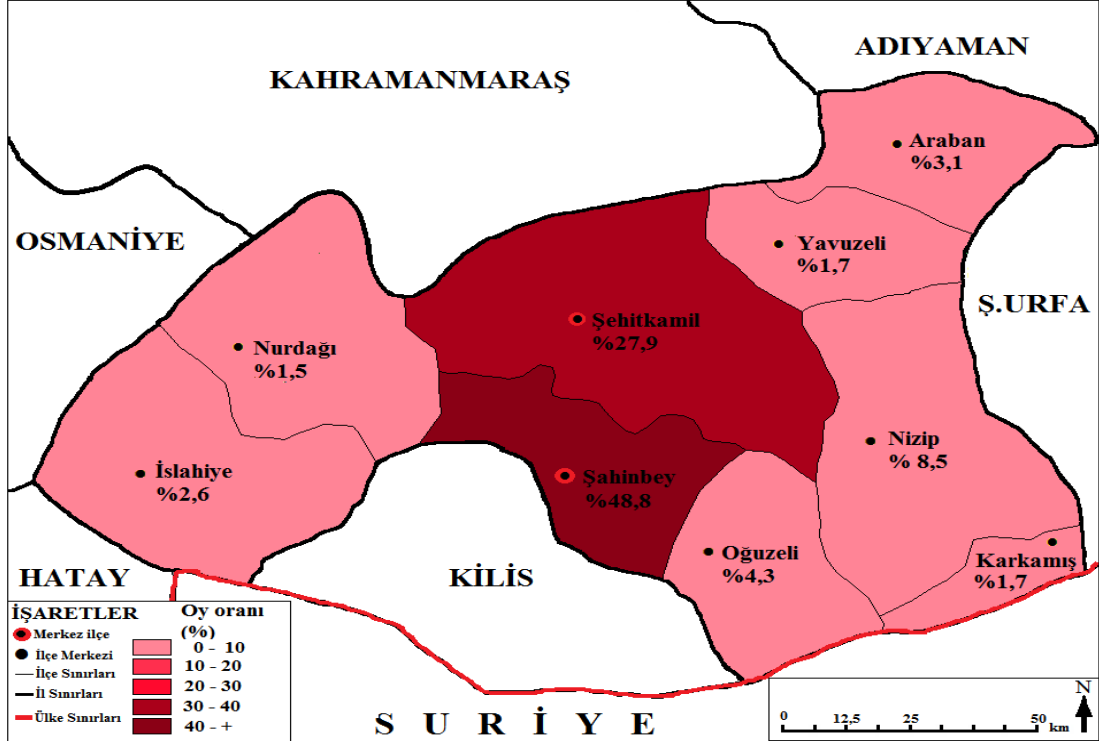 ADIYAMAN
KAHRAMANMARAŞ
Araban
%3,1
OSMANİYE
Yavuzeli
%1,7
Ş.URFA
Şehitkamil
%27,9
Nurdağı
%1,5
Nizip
% 8,5
İslahiye
%2,6
Şahinbey
%48,8
Oğuzeli
%4,3
Karkamış
%1,7
HATAY
KİLİS
İŞARETLER
Merkez ilçe
İlçe Merkezi
İlçe Sınırları
İl Sınırları
Ülke Sınırları
Oy oranı
(%)
0 - 10
10 - 20
20 - 30
30 - 40
40 - +
SURİYE
N
0 12,5 25 50
km